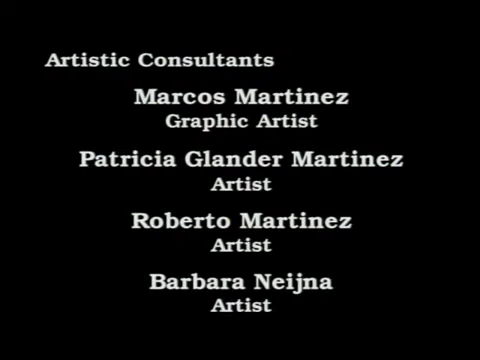 Artistic Consultants
Marcos Martinez
Graphic Artist
Patricia Glander Martinez
Artist
Roberto Martinez
Artist
Barbara Neijna
Artist